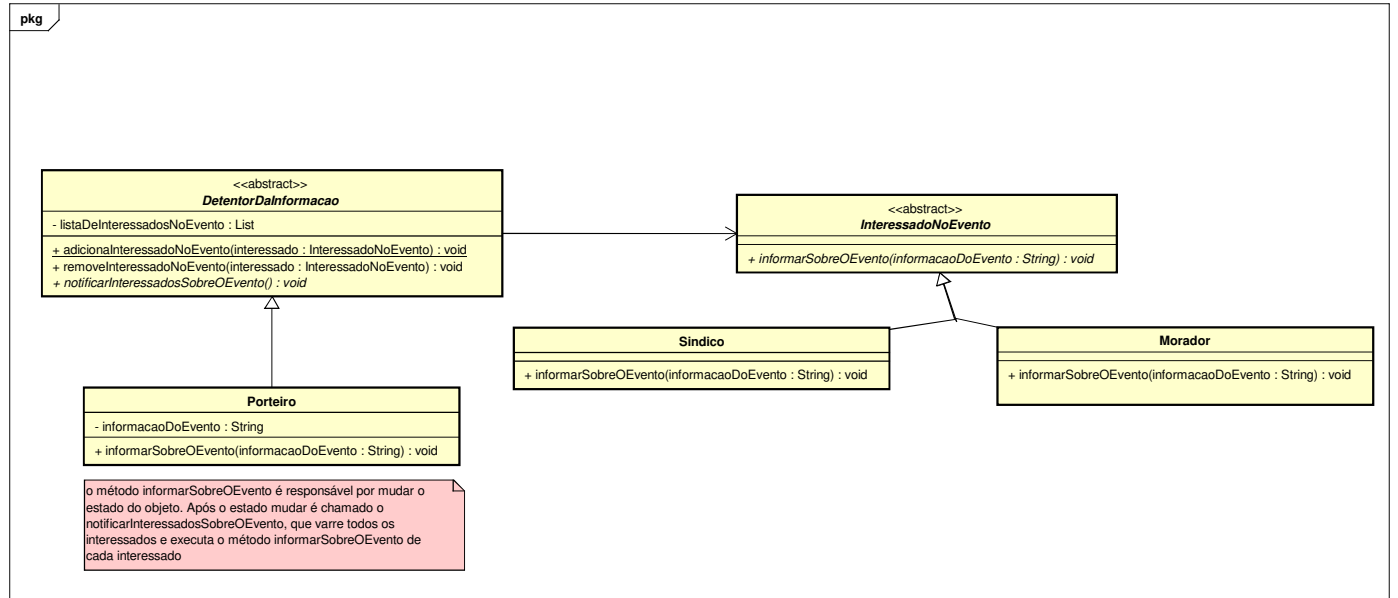 pkg
<<abstract>>
DetentorDaInformacao
- listaDeInteressadosNoEvento : List
+ adicionaInteressadoNoEvento(interessado : InteressadoNoEvento) : void
+ removeInteressadoNoEvento(interessado : InteressadoNoEvento) : void
+ notificarInteressadosSobreOEvento() : void
<<abstract>>
InteressadoNoEvento
+ informarSobreOEvento(informacaoDoEvento : String) : void
Sindico
+ informarSobreOEvento(informacaoDoEvento : String) : void
Morador
+ informarSobreOEvento(informacaoDoEvento : String) : void
Porteiro
- informacaoDoEvento : String
+ informarSobreOEvento(informacaoDoEvento : String) : void
o método informarSobreOEvento é responsável por mudar o
estado do objeto. Após o estado mudar é chamado o
notificarInteressadosSobreOEvento, que varre todos os
interessados e executa o método informarSobreOEvento de
cada interessado